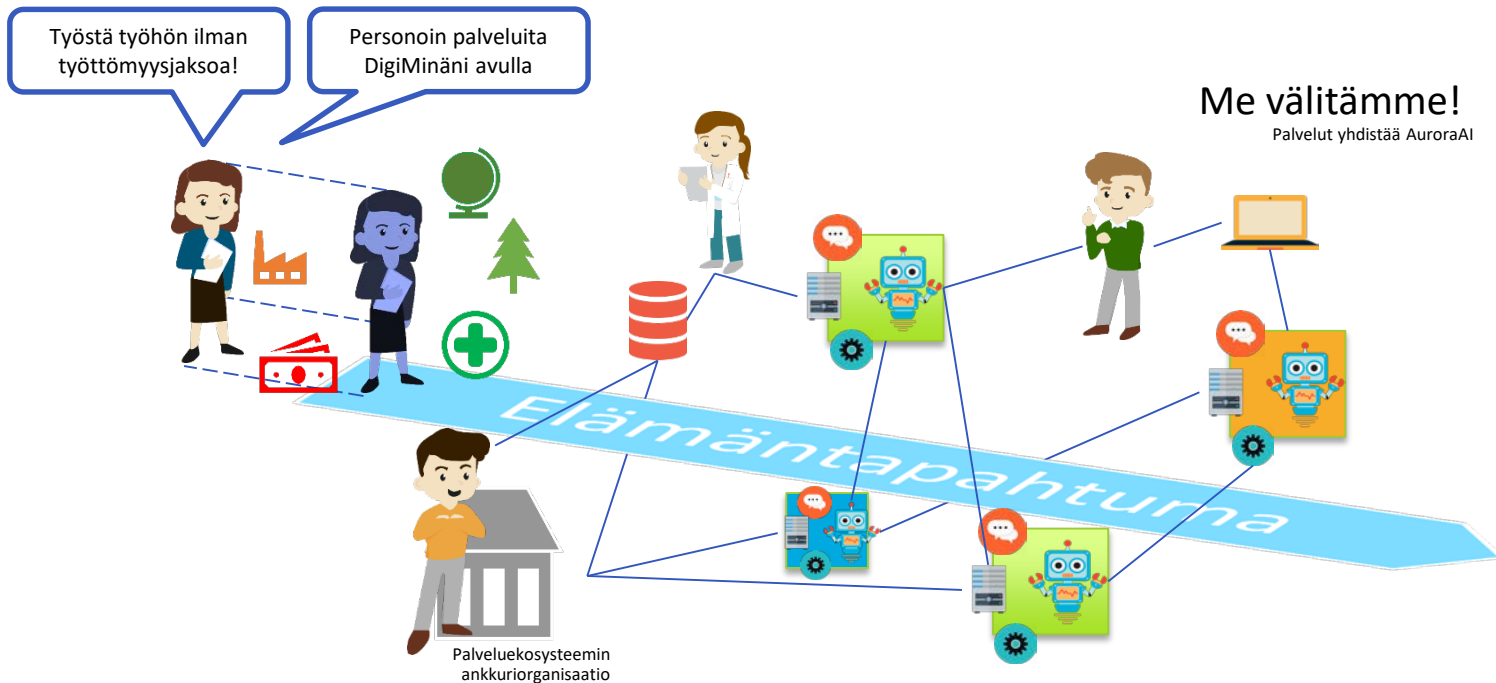 Työstä työhön ilman
työttömyysjaksoa!
Personoin palveluita
DigiMinäni avulla
Me välitämme!
Palvelut yhdistää AuroraAI
Elämäntapahtuma
Palveluekosysteemin
ankkuriorganisaatio